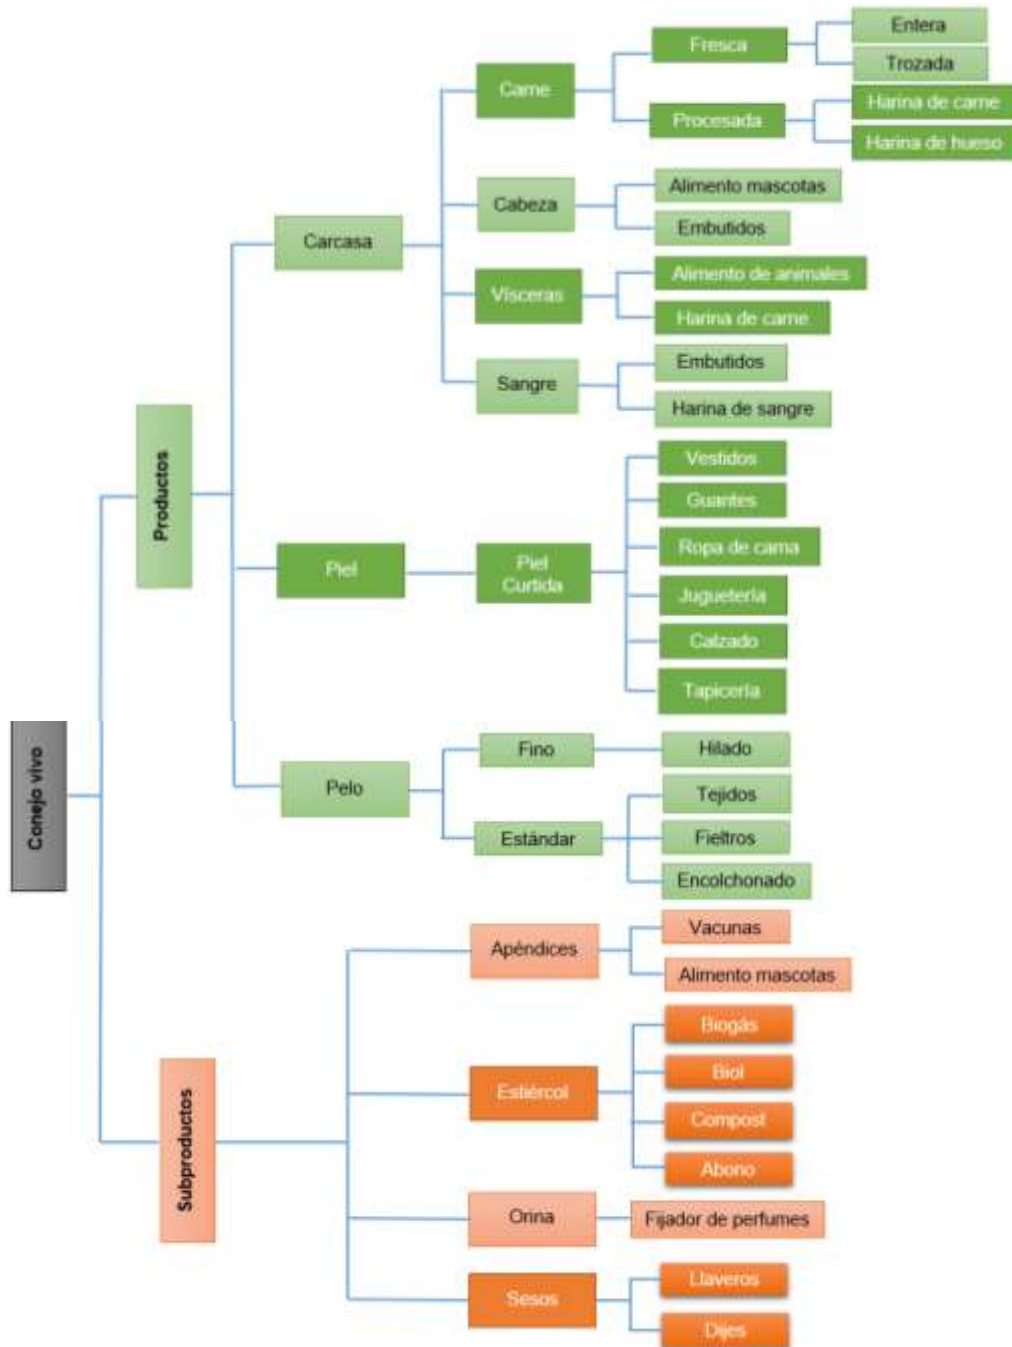 Entera
Fresca
Trozada
Carne
Harina de carne
Procesada
Harina de hueso
Alimento mascotas
Cabeza
Embutidos
Carcasa
Alimento de animales
Vísceras
Harina de carne
Embutidos
Sangre
Harina de sangre
Productos
Vestidos
Guantes
Ropa de cama
Piel
Piel
Curtida
Juguetería
Calzado
Tapicería
Conejo vivo
Fino
Hilado
Pelo
Tejidos
Estándar
Fieltros
Encolchonado
Vacunas
Apéndices
Alimento mascotas
Biogás
Biol
Estiércol
Compost
Abono
Subproductos
Orina
Fijador de perfumes
Llaveros
Sesos
Dijes